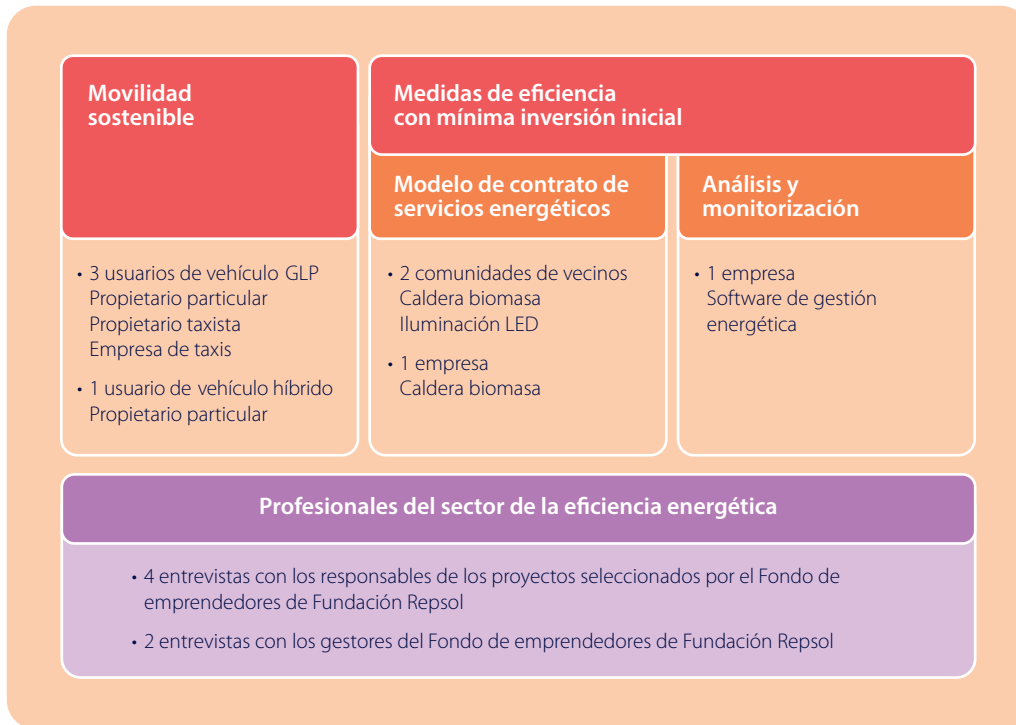 Movilidad
sostenible
Medidas de eficiencia
con mínima inversión inicial
Modelo de contrato de
servicios energéticos
Análisis y
monitorización
• 3 usuarios de vehículo GLP
Propietario particular
Propietario taxista
Empresa de taxis
• 1 usuario de vehículo híbrido
Propietario particular
• 2 comunidades de vecinos
Caldera biomasa
Iluminación LED
• 1 empresa
Caldera biomasa
• 1 empresa
Software de gestión
energética
Profesionales del sector de la eficiencia energética
• 4 entrevistas con los responsables de los proyectos seleccionados por el Fondo de
emprendedores de Fundación Repsol
• 2 entrevistas con los gestores del Fondo de emprendedores de Fundación Repsol